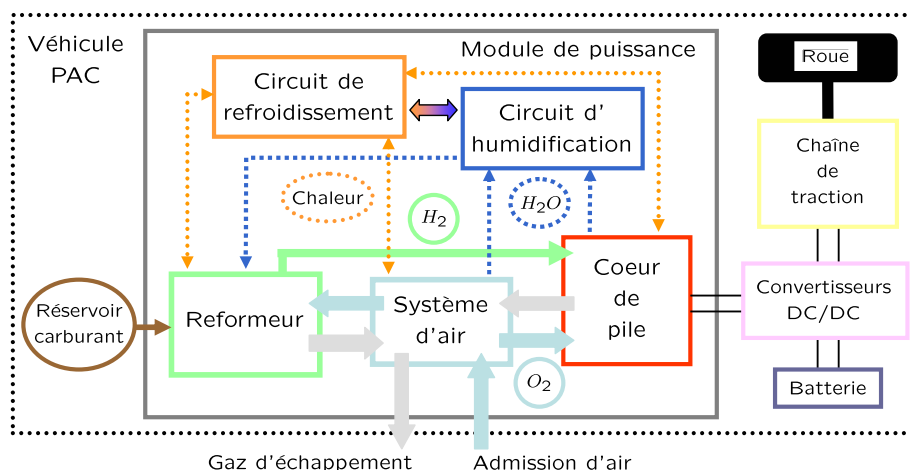 Véhicule
PAC
Module de puissance
Roue
Circuit de
refroidissement
Circuit d'
humidification
Chaîne
de
traction
Chaleur
H2
H2O
Réservoir
carburant
Reformeur
Système
d'air
Coeur
de
pile
Convertisseurs
DC/DC
O2
Batterie
Gaz d'échappement
Admission d'air